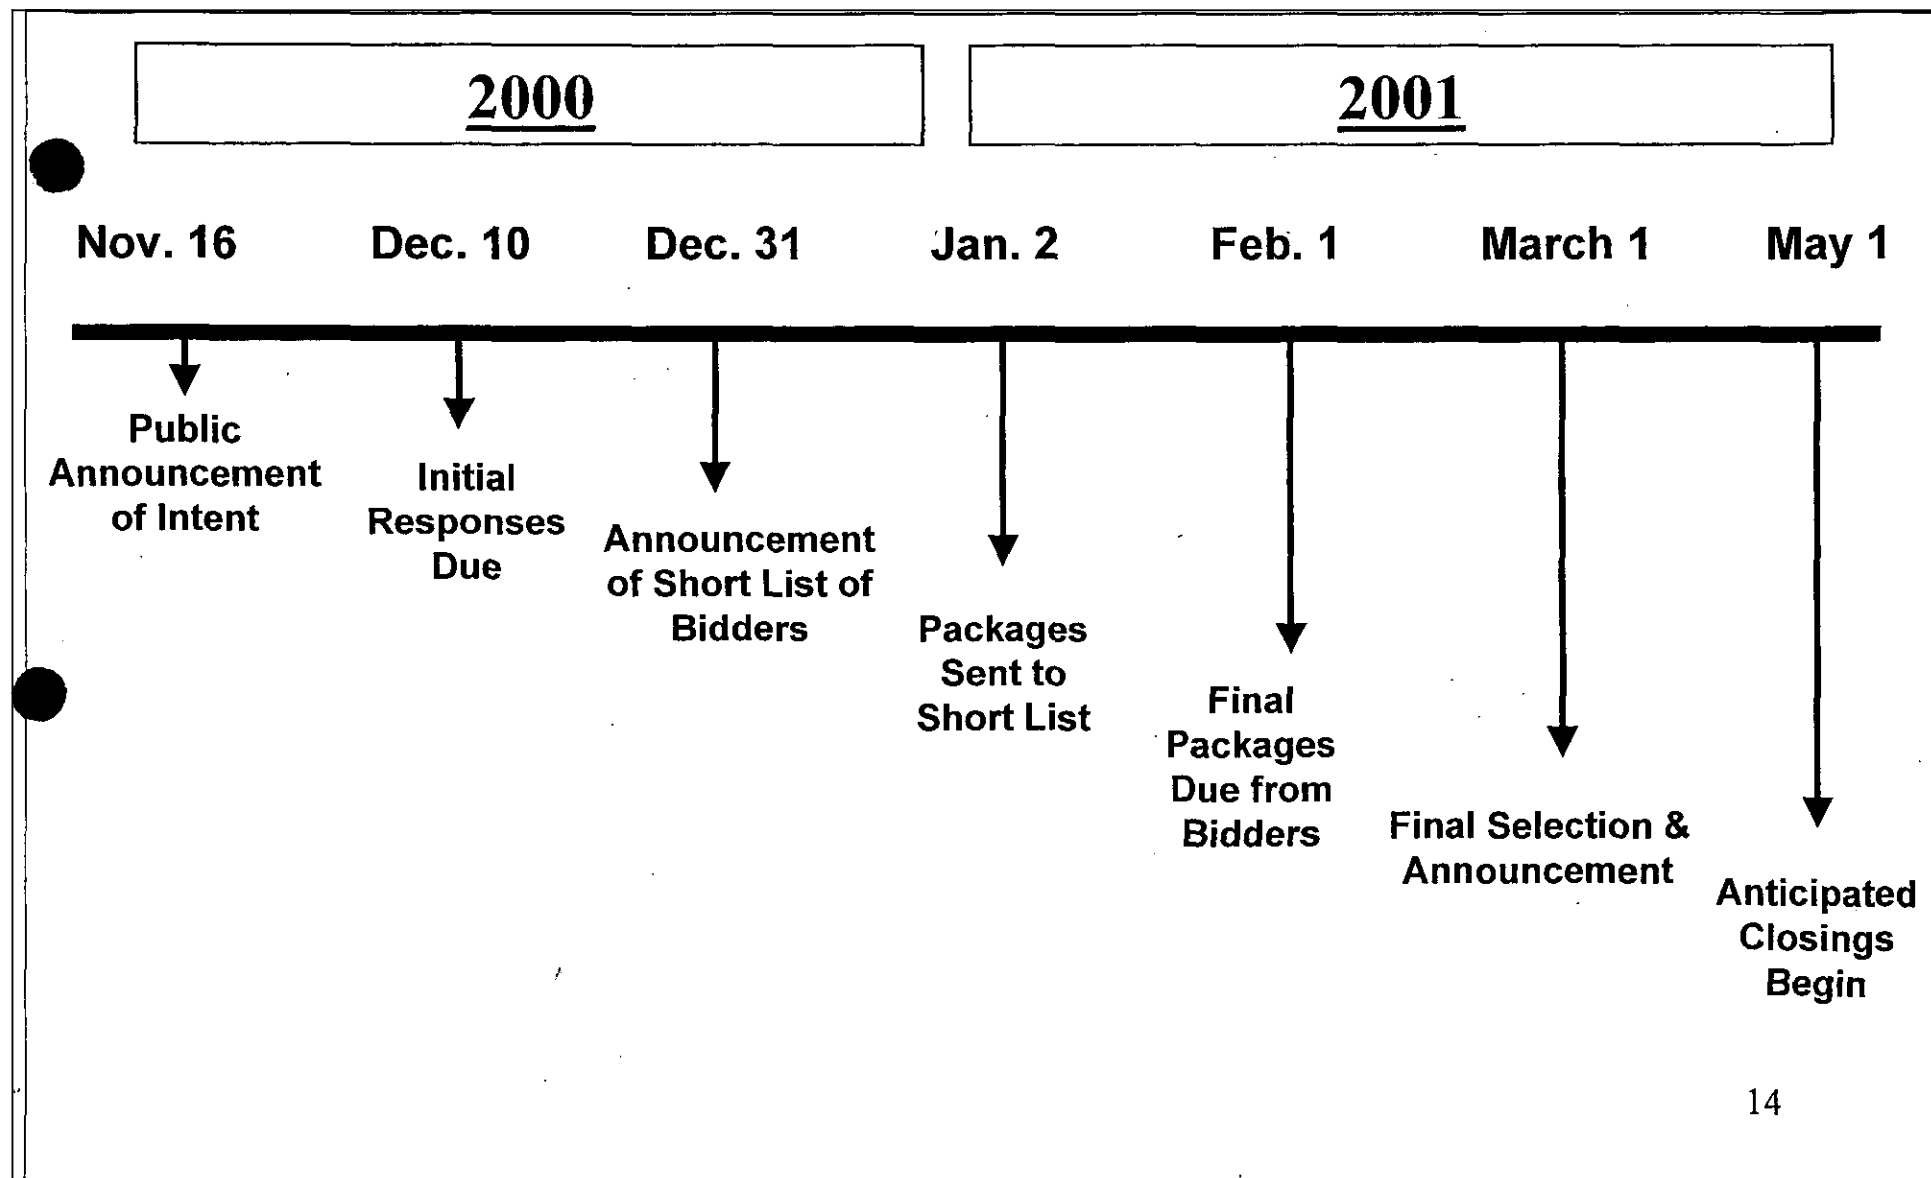 2000
2001
Nov. 16
Dec. 10
Dec. 31
Jan. 2
Feb. 1
March 1
May 1
Public
Announcement
of Intent
Initial
Responses
Due
Announcement
of Short List of
Bidders
Packages
Sent to
Short List
Final
Packages
Due from
Bidders
Final Selection &
Announcement
Anticipated
Closings
Begin
14